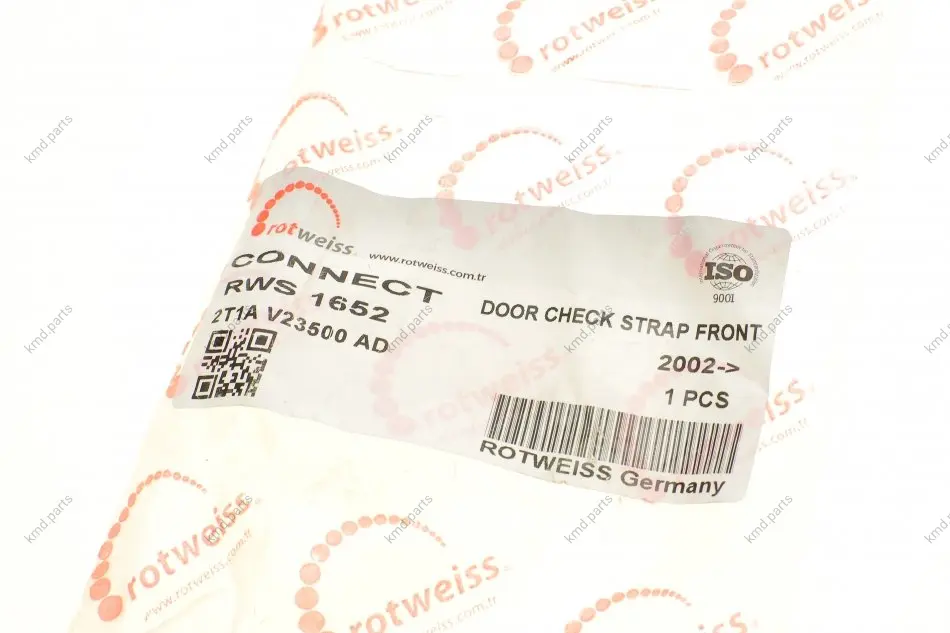 rotweiss.
www.rotweiss.com.tr
CONNECT
RWS 1652
2T1A V23500 AD
ISO
9001
DOOR CHECK STRAP FRONT
2002->
1 PCS
ROTWEISS Germany
rotweiss.
www.rotweiss.com.tr
kmd.parts